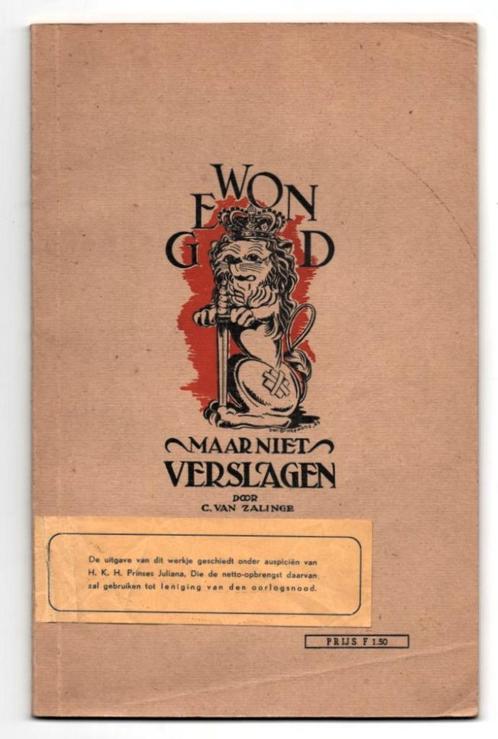 GEWOND
MAAR NIET
VERSLAGEN
DOOR
C. VAN ZALINGE
De uitgave van dit werkje geschiedt onder auspiciën van
H. K. H. Prinses Juliana, Die de netto-opbrengst daarvan
zal gebruiken tot leniging van den oorlogsnood.
PRIJS F 1.50